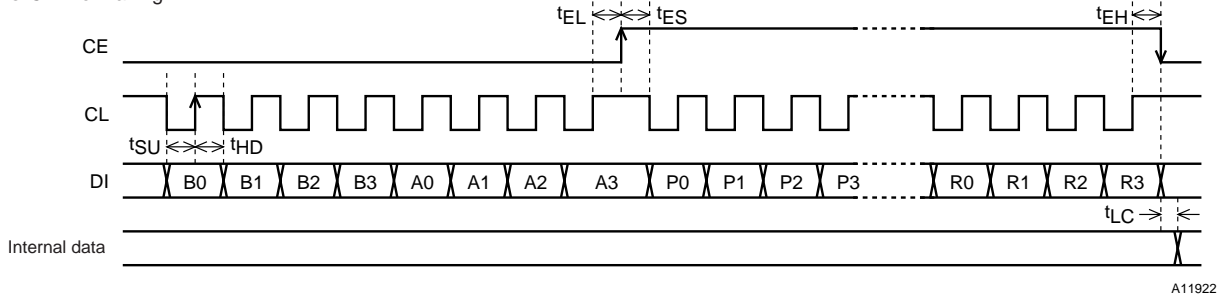 tEL tES tEH
CE
CL
tSU tHD
DI B0 B1 B2 B3 A0 A1 A2 A3 P0 P1 P2 P3 R0 R1 R2 R3
tLC
Internal data
A11922